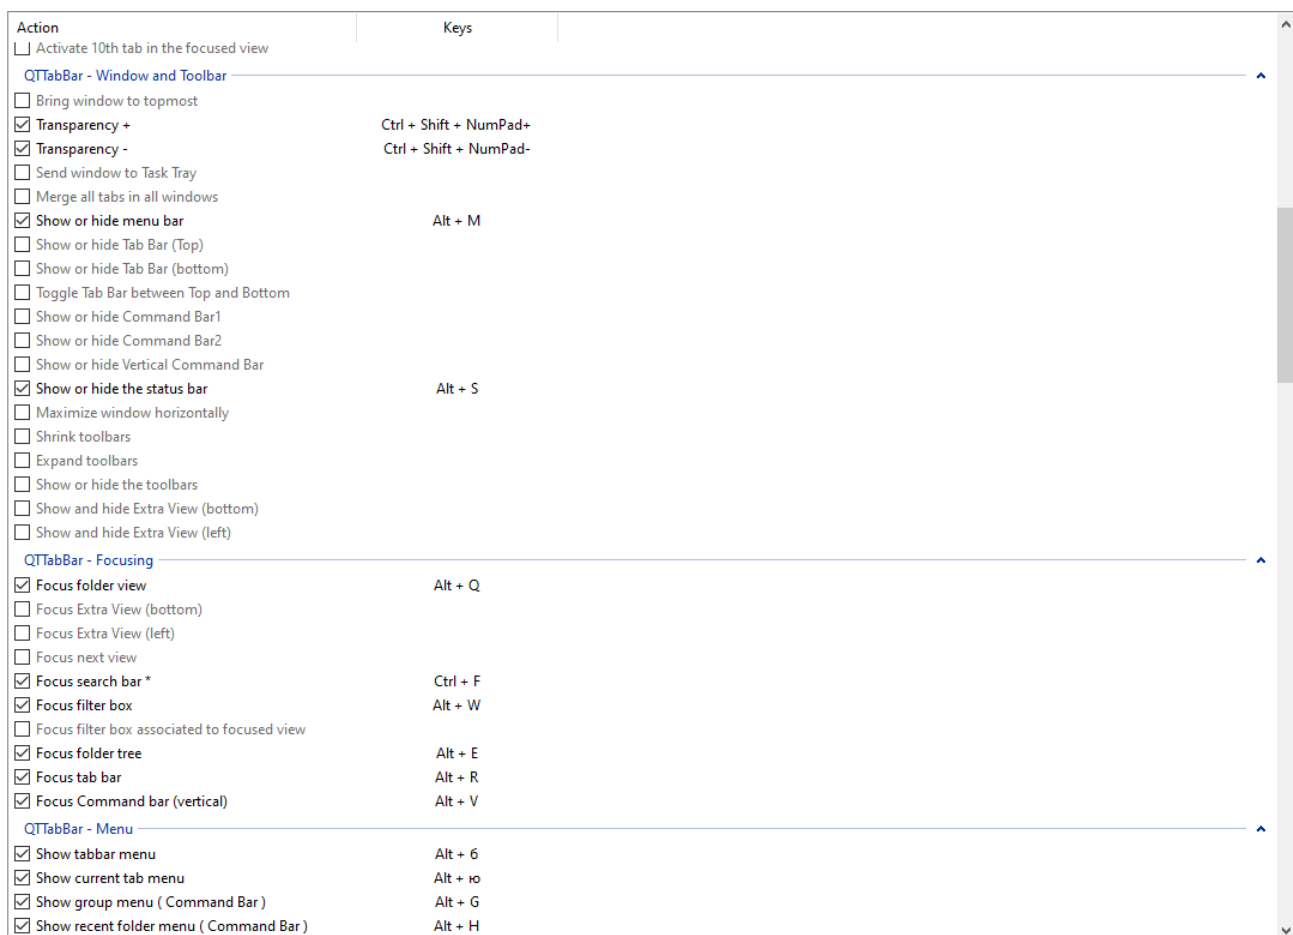 Action Keys
Activate 10th tab in the focused view
QTTabBar - Window and Toolbar
Bring window to topmost
Transparency + Ctrl + Shift + NumPad+
Transparency - Ctrl + Shift + NumPad-
Send window to Task Tray
Merge all tabs in all windows
Show or hide menu bar Alt + M
Show or hide Tab Bar (Top)
Show or hide Tab Bar (bottom)
Toggle Tab Bar between Top and Bottom
Show or hide Command Bar1
Show or hide Command Bar2
Show or hide Vertical Command Bar
Show or hide the status bar Alt + S
Maximize window horizontally
Shrink toolbars
Expand toolbars
Show or hide the toolbars
Show and hide Extra View (bottom)
Show and hide Extra View (left)
QTTabBar - Focusing
Focus folder view Alt + Q
Focus Extra View (bottom)
Focus Extra View (left)
Focus next view
Focus search bar * Ctrl + F
Focus filter box Alt + W
Focus filter box associated to focused view
Focus folder tree Alt + E
Focus tab bar Alt + R
Focus Command bar (vertical) Alt + V
QTTabBar - Menu
Show tabbar menu Alt + б
Show current tab menu Alt + ю
Show group menu ( Command Bar ) Alt + G
Show recent folder menu ( Command Bar ) Alt + H